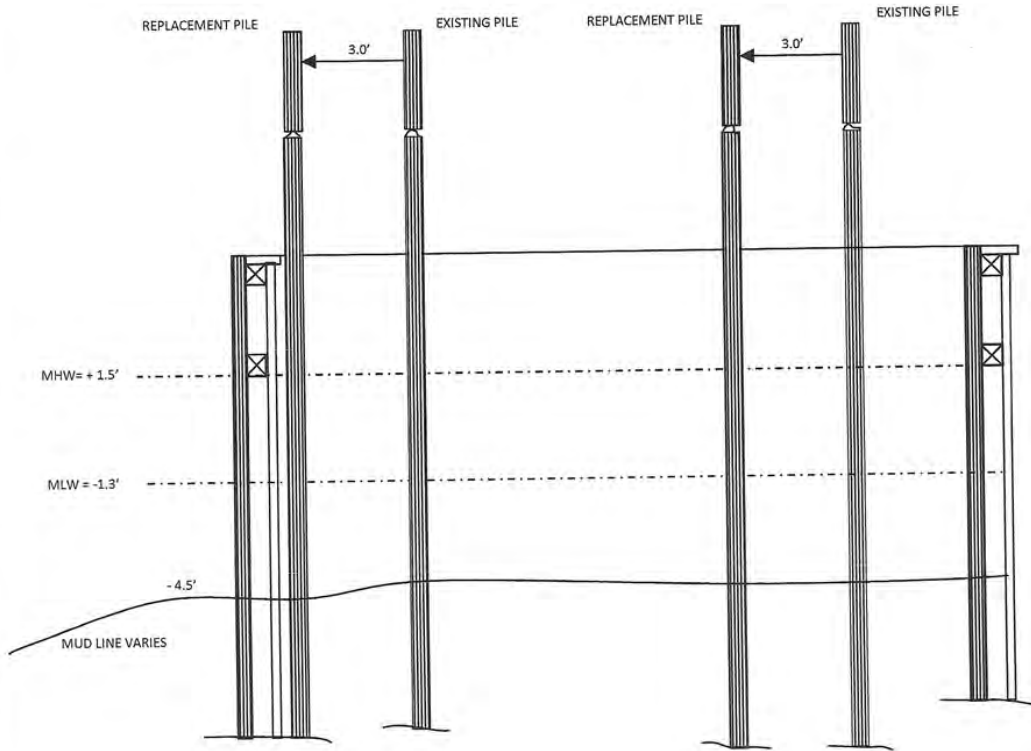 REPLACEMENT PILE
EXISTING PILE
REPLACEMENT PILE
EXISTING PILE
3.0'
3.0'
MHW= + 1.5'
MLW = -1.3'
- 4.5'
MUD LINE VARIES